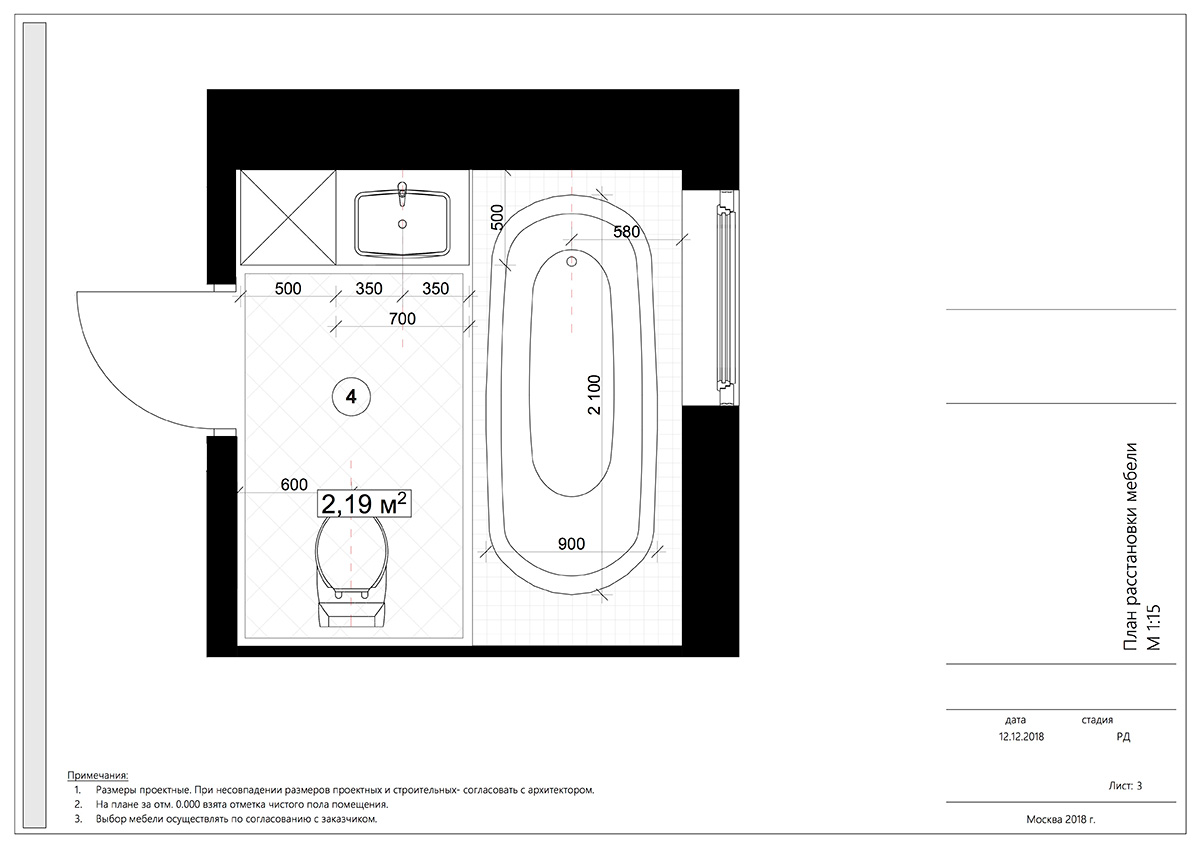 500
580
500
350
350
700
2 100
4
600
2,19 м²
900
План расстановки мебели
М 1:15
дата
стадия
12.12.2018
РД
Лист: 3
Москва 2018 г.
Примечания:
1. Размеры проектные. При несовпадении размеров проектных и строительных- согласовать с архитектором.
2. На плане за отм. 0.000 взята отметка чистого пола помещения.
3. Выбор мебели осуществлять по согласованию с заказчиком.